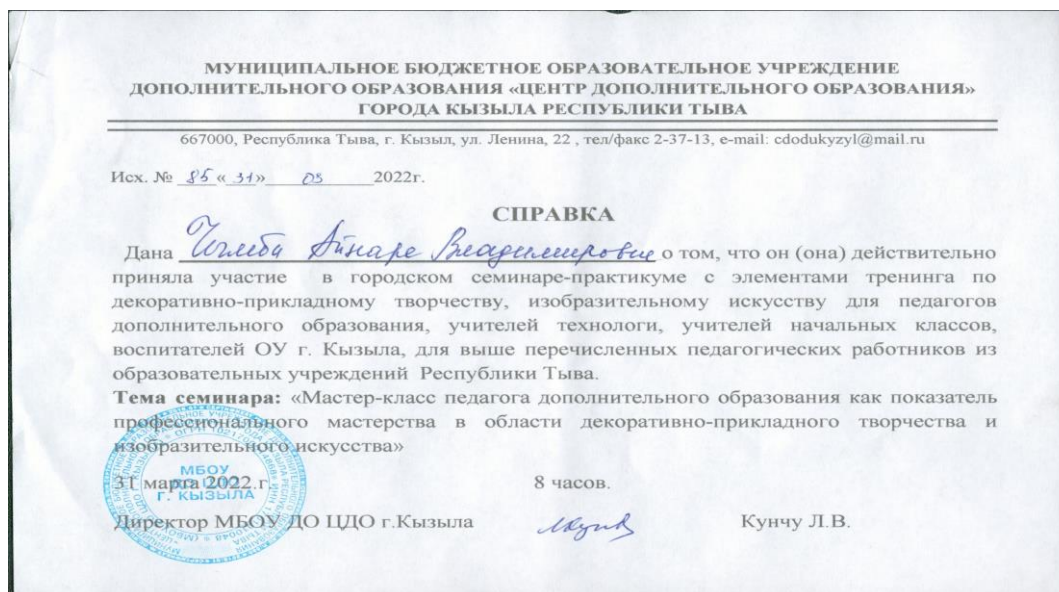 МУНИЦИПАЛЬНОЕ БЮДЖЕТНОЕ ОБРАЗОВАТЕЛЬНОЕ УЧРЕЖДЕНИЕ
ДОПОЛНИТЕЛЬНОГО ОБРАЗОВАНИЯ «ЦЕНТР ДОПОЛНИТЕЛЬНОГО ОБРАЗОВАНИЯ»
ГОРОДА КЫЗЫЛА РЕСПУБЛИКИ ТЫВА
667000, Республика Тыва, г. Кызыл, ул. Ленина, 22 , тел/факс 2-37-13, e-mail: cdodukyzyl@mail.ru
Исх. № 85 « 31» 03 2022г.
СПРАВКА
Дана Айнаре Владимировне о том, что он (она) действительно
приняла участие в городском семинаре-практикуме с элементами тренинга по
декоративно-прикладному творчеству, изобразительному искусству для педагогов
дополнительного образования, учителей технологи, учителей начальных классов,
воспитателей ОУ г. Кызыла, для выше перечисленных педагогических работников из
образовательных учреждений Республики Тыва.
Тема семинара: «Мастер-класс педагога дополнительного образования как показатель
профессионального мастерства в области декоративно-прикладного творчества и
изобразительного искусства»
31 марта 2022 г. 8 часов.
МБОУ
Г. КЫЗЫЛА
Директор МБОУ ДО ЦДО г.Кызыла Кунчу Л.В.